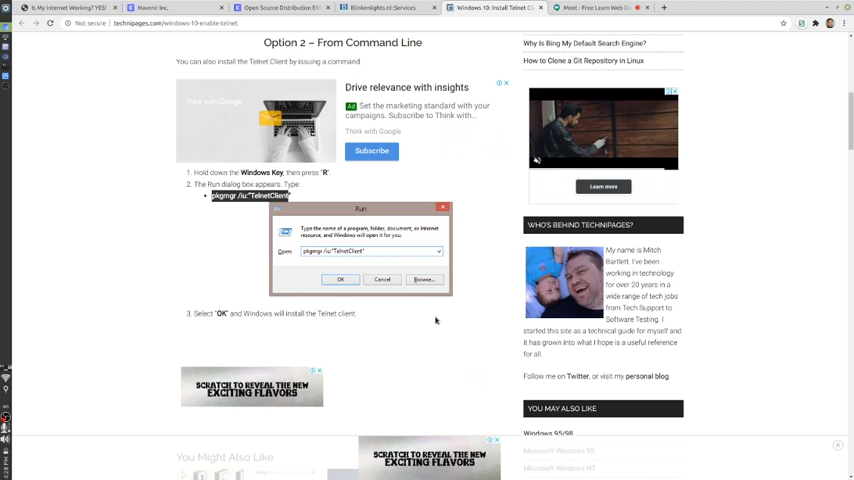 Is My Internet Working? YES!
Havenir Inc.
Open Source Distribution
Blinkenlights.nl:Services
Windows 10: Install Telnet C
Meet - Free Learn Web D
Not secure | technipages.com/windows-10-enable-telnet
Option 2 – From Command Line
You can also install the Telnet Client by issuing a command.
Think with Google
Drive relevance with insights
Ad Set the marketing standard with your
campaigns. Subscribe to Think with...
Think with Google
Subscribe
1. Hold down the Windows Key, then press "R".
2. The Run dialog box appears. Type:
• pkgmgr /iu:"TelnetClient"
Run
Type the name of a program, folder, document, or Internet
resource, and Windows will open it for you.
Open: pkgmgr /iu:"TelnetClient"
OK Cancel Browse...
3. Select "OK" and Windows will install the Telnet client.
SCRATCH TO REVEAL THE NEW
EXCITING FLAVORS
You Might Also Like
SCRATCH TO REVEAL THE NEW
EXCITING FLAVORS
Why Is Bing My Default Search Engine?
How to Clone a Git Repository in Linux
Learn more
WHO'S BEHIND TECHNIPAGES?
My name is Mitch
Bartlett. I've been
working in technology
for over 20 years in a
wide range of tech jobs
from Tech Support to
Software Testing. I
started this site as a technical guide for myself and
it has grown into what I hope is a useful reference
for all.
Follow me on Twitter, or visit my personal blog.
YOU MAY ALSO LIKE
Windows 95/98
Microsoft Windows 95
Microsoft Windows NT
4:28 PM